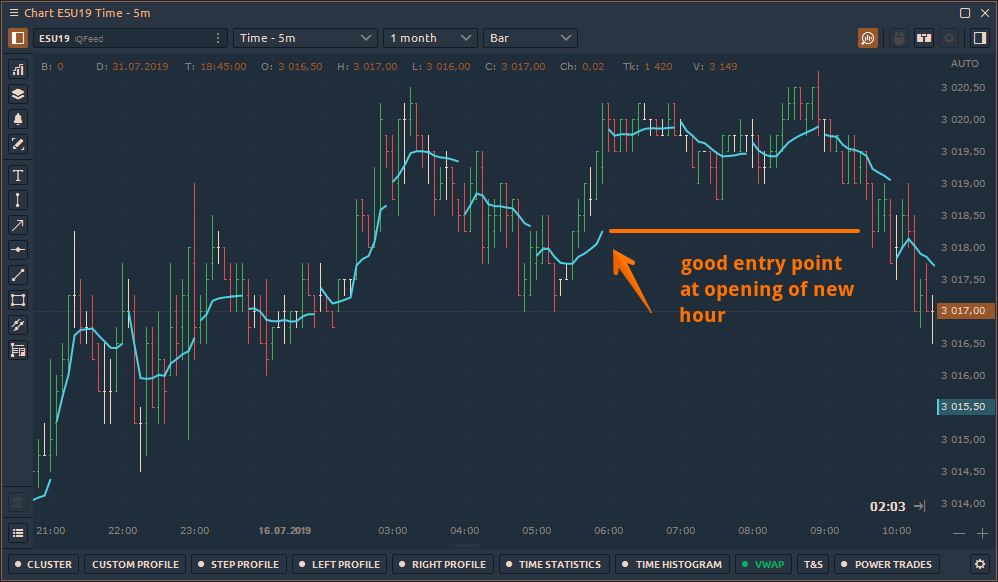 Chart ESU19 Time - 5m
ESU19 IQFeed
Time - 5m
1 month
Bar
B: 0 D: 31.07.2019 T: 18:45:00 O: 3 016,50 H: 3 017,00 L: 3 016,00 C: 3 017,00 Ch: 0,02 Tk: 1 420 V: 3 149
AUTO
3 020,50
3 020,00
3 019,50
3 019,00
3 018,50
3 018,00
3 017,50
3 017,00
3 016,50
3 016,00
3 015,50
3 015,00
3 014,50
3 014,00
good entry point
at opening of new
hour
02:03
21:00 22:00 23:00 16.07.2019 03:00 04:00 05:00 06:00 07:00 08:00 09:00 10:00
CLUSTER CUSTOM PROFILE STEP PROFILE LEFT PROFILE RIGHT PROFILE TIME STATISTICS TIME HISTOGRAM VWAP T&S POWER TRADES